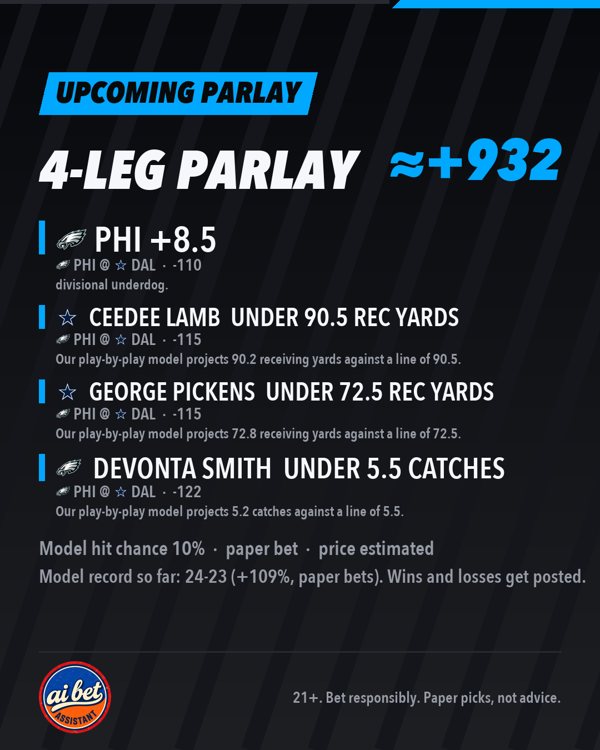 UPCOMING PARLAY
4-LEG PARLAY ≈+932
PHI +8.5
PHI @ ☆ DAL · -110
divisional underdog.
☆ CEEDEE LAMB UNDER 90.5 REC YARDS
PHI @ ☆ DAL · -115
Our play-by-play model projects 90.2 receiving yards against a line of 90.5.
☆ GEORGE PICKENS UNDER 72.5 REC YARDS
PHI @ ☆ DAL · -115
Our play-by-play model projects 72.8 receiving yards against a line of 72.5.
DEVONTA SMITH UNDER 5.5 CATCHES
PHI @ ☆ DAL · -122
Our play-by-play model projects 5.2 catches against a line of 5.5.
Model hit chance 10% · paper bet · price estimated
Model record so far: 24-23 (+109%, paper bets). Wins and losses get posted.
ai bet
ASSISTANT
21+. Bet responsibly. Paper picks, not advice.